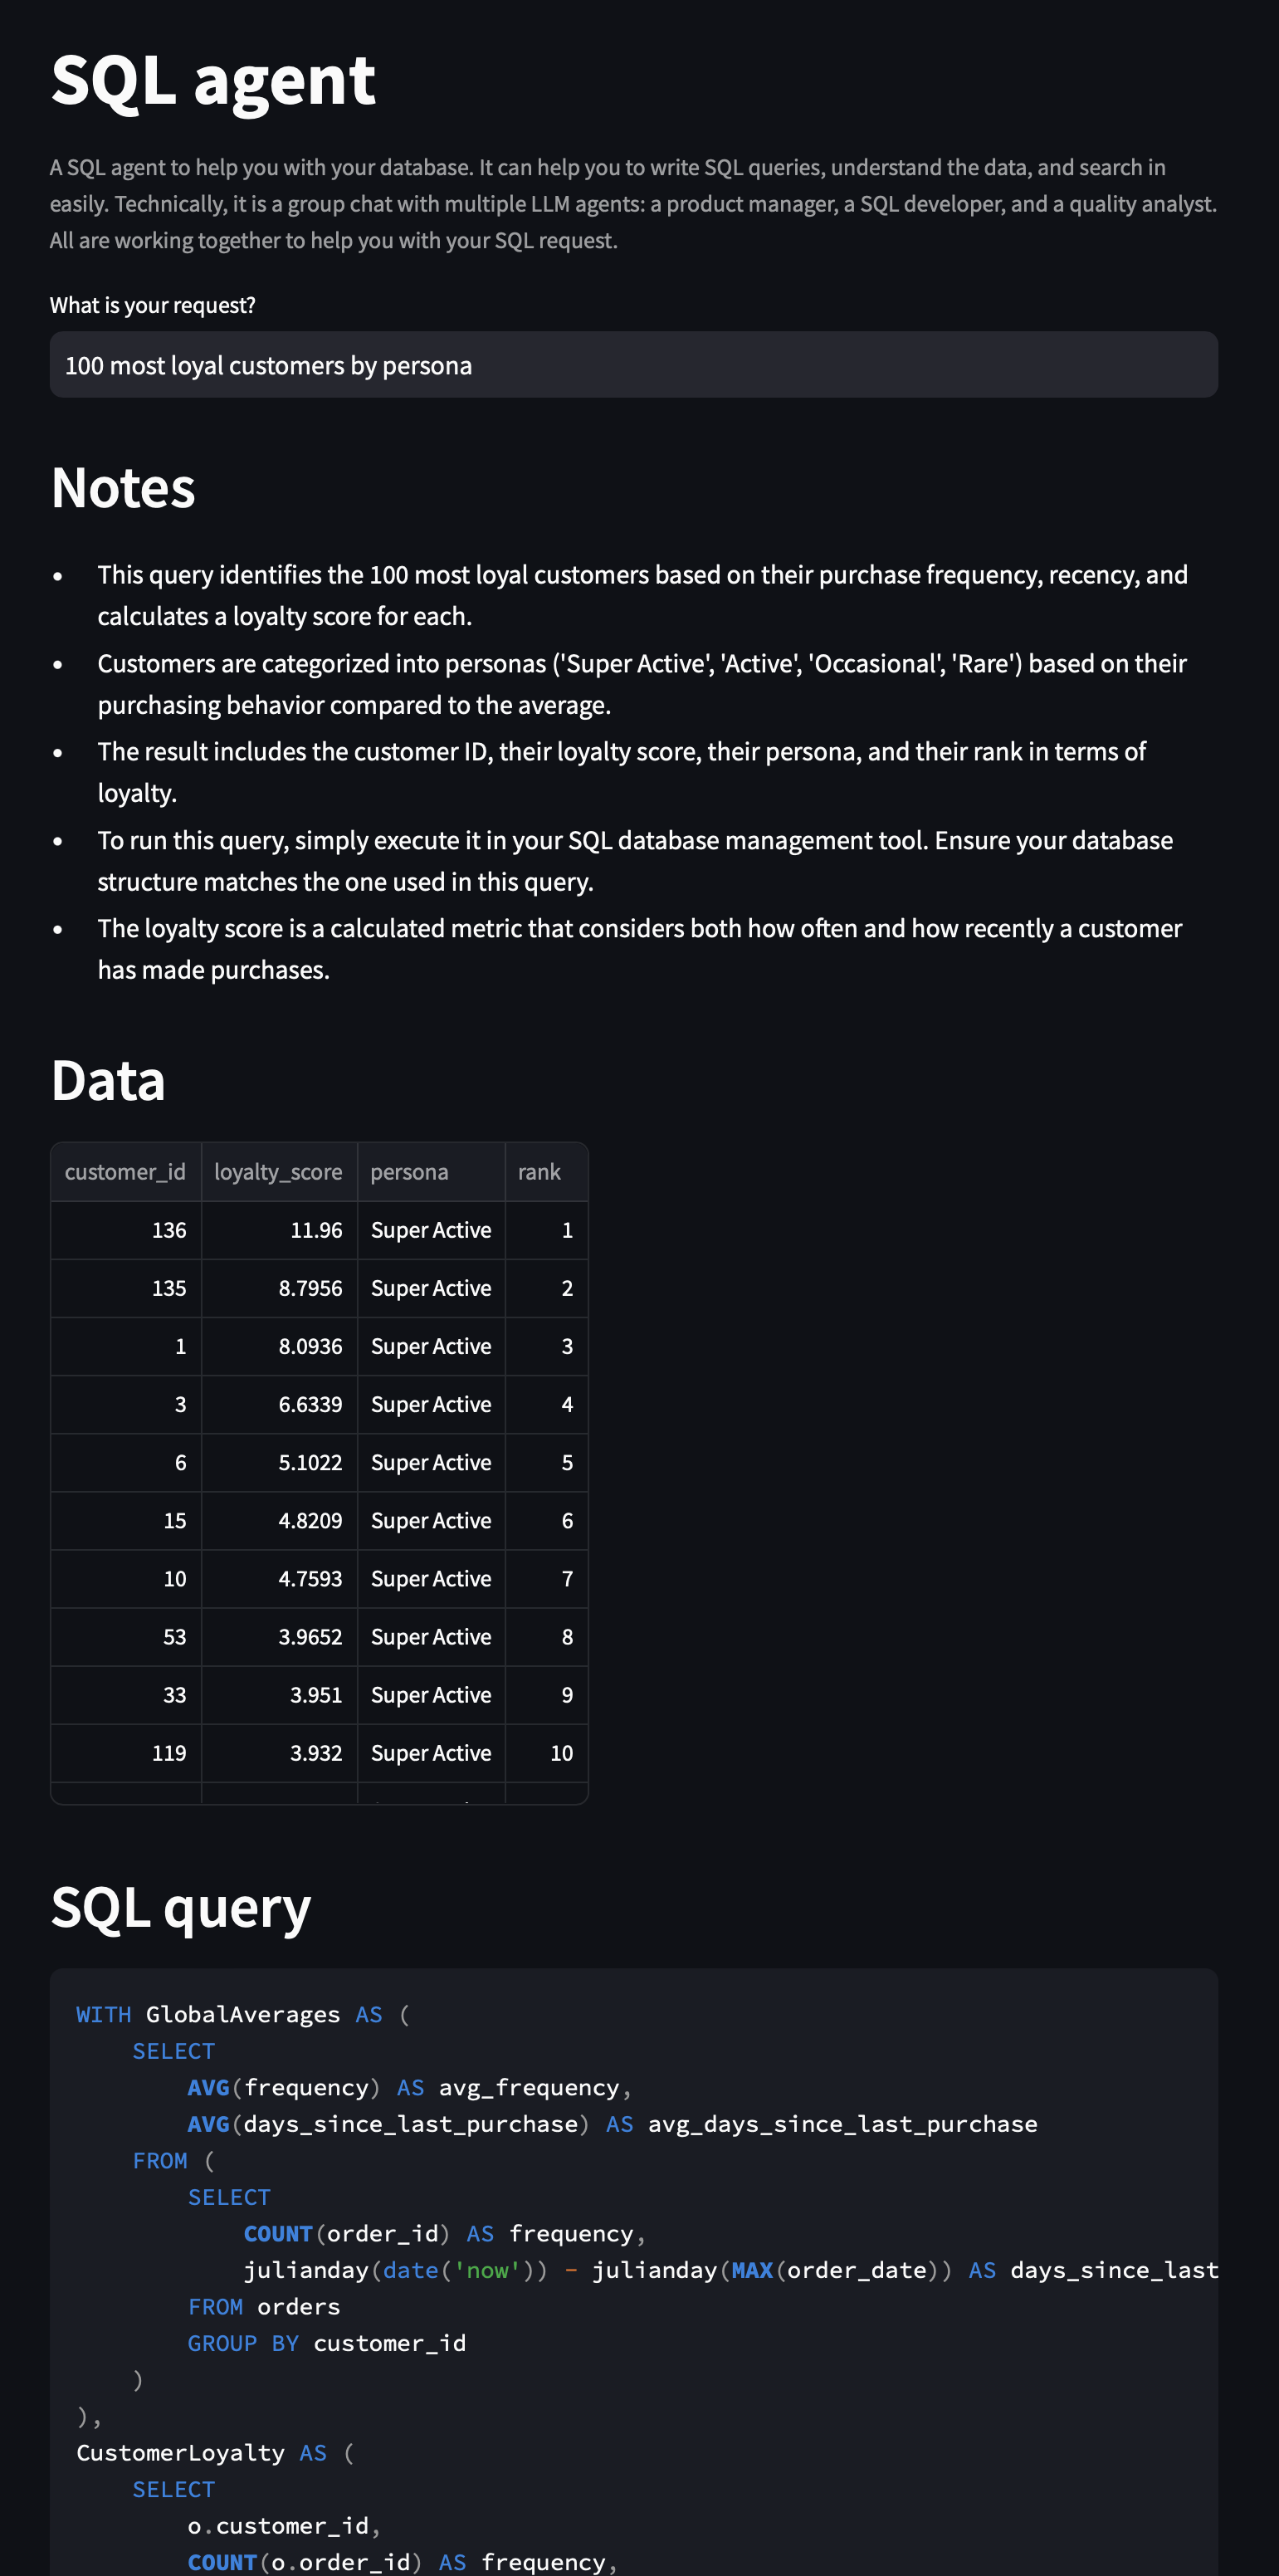 SQL agent
A SQL agent to help you with your database. It can help you to write SQL queries, understand the data, and search in
easily. Technically, it is a group chat with multiple LLM agents: a product manager, a SQL developer, and a quality analyst.
All are working together to help you with your SQL request.
What is your request?
100 most loyal customers by persona
Notes
• This query identifies the 100 most loyal customers based on their purchase frequency, recency, and
calculates a loyalty score for each.
• Customers are categorized into personas ('Super Active', 'Active', 'Occasional', 'Rare') based on their
purchasing behavior compared to the average.
• The result includes the customer ID, their loyalty score, their persona, and their rank in terms of
loyalty.
• To run this query, simply execute it in your SQL database management tool. Ensure your database
structure matches the one used in this query.
• The loyalty score is a calculated metric that considers both how often and how recently a customer
has made purchases.
Data
customer_id loyalty_score persona rank
136 11.96 Super Active 1
135 8.7956 Super Active 2
1 8.0936 Super Active 3
3 6.6339 Super Active 4
6 5.1022 Super Active 5
15 4.8209 Super Active 6
10 4.7593 Super Active 7
53 3.9652 Super Active 8
33 3.951 Super Active 9
119 3.932 Super Active 10
SQL query
WITH GlobalAverages AS (
    SELECT
        AVG(frequency) AS avg_frequency,
        AVG(days_since_last_purchase) AS avg_days_since_last_purchase
    FROM (
        SELECT
            COUNT(order_id) AS frequency,
            julianday(date('now')) - julianday(MAX(order_date)) AS days_since_last
        FROM orders
        GROUP BY customer_id
    )
),
CustomerLoyalty AS (
    SELECT
        o.customer_id,
        COUNT(o.order_id) AS frequency,